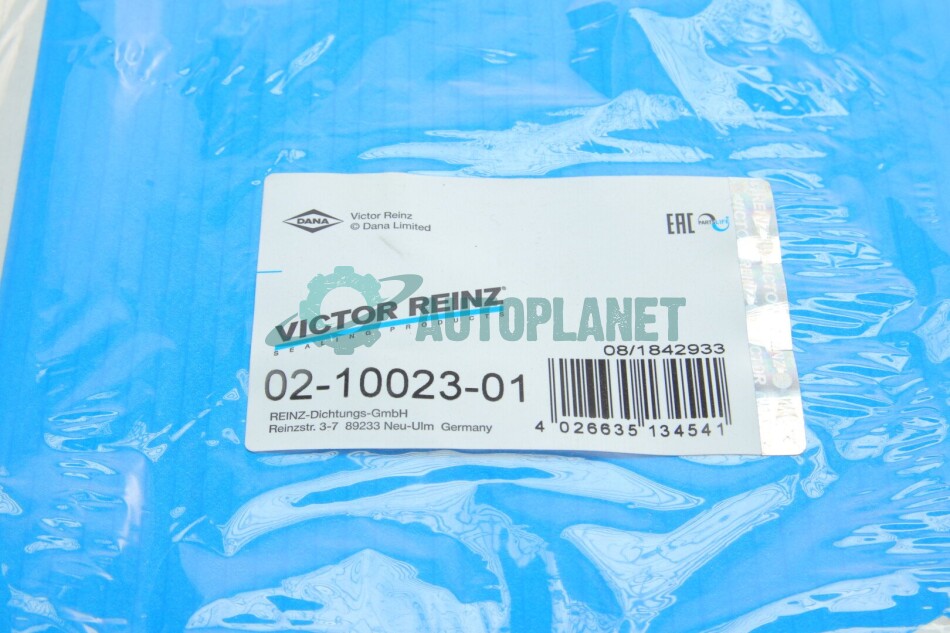 DANA
Victor Reinz
© Dana Limited
EAC
PARTSLIFE
VICTOR REINZ®
SEALING PRODUCTS
AUTOPLANET
08/1842933
02-10023-01
REINZ-Dichtungs-GmbH
Reinzstr. 3-7 89233 Neu-Ulm Germany
4 026635 134541